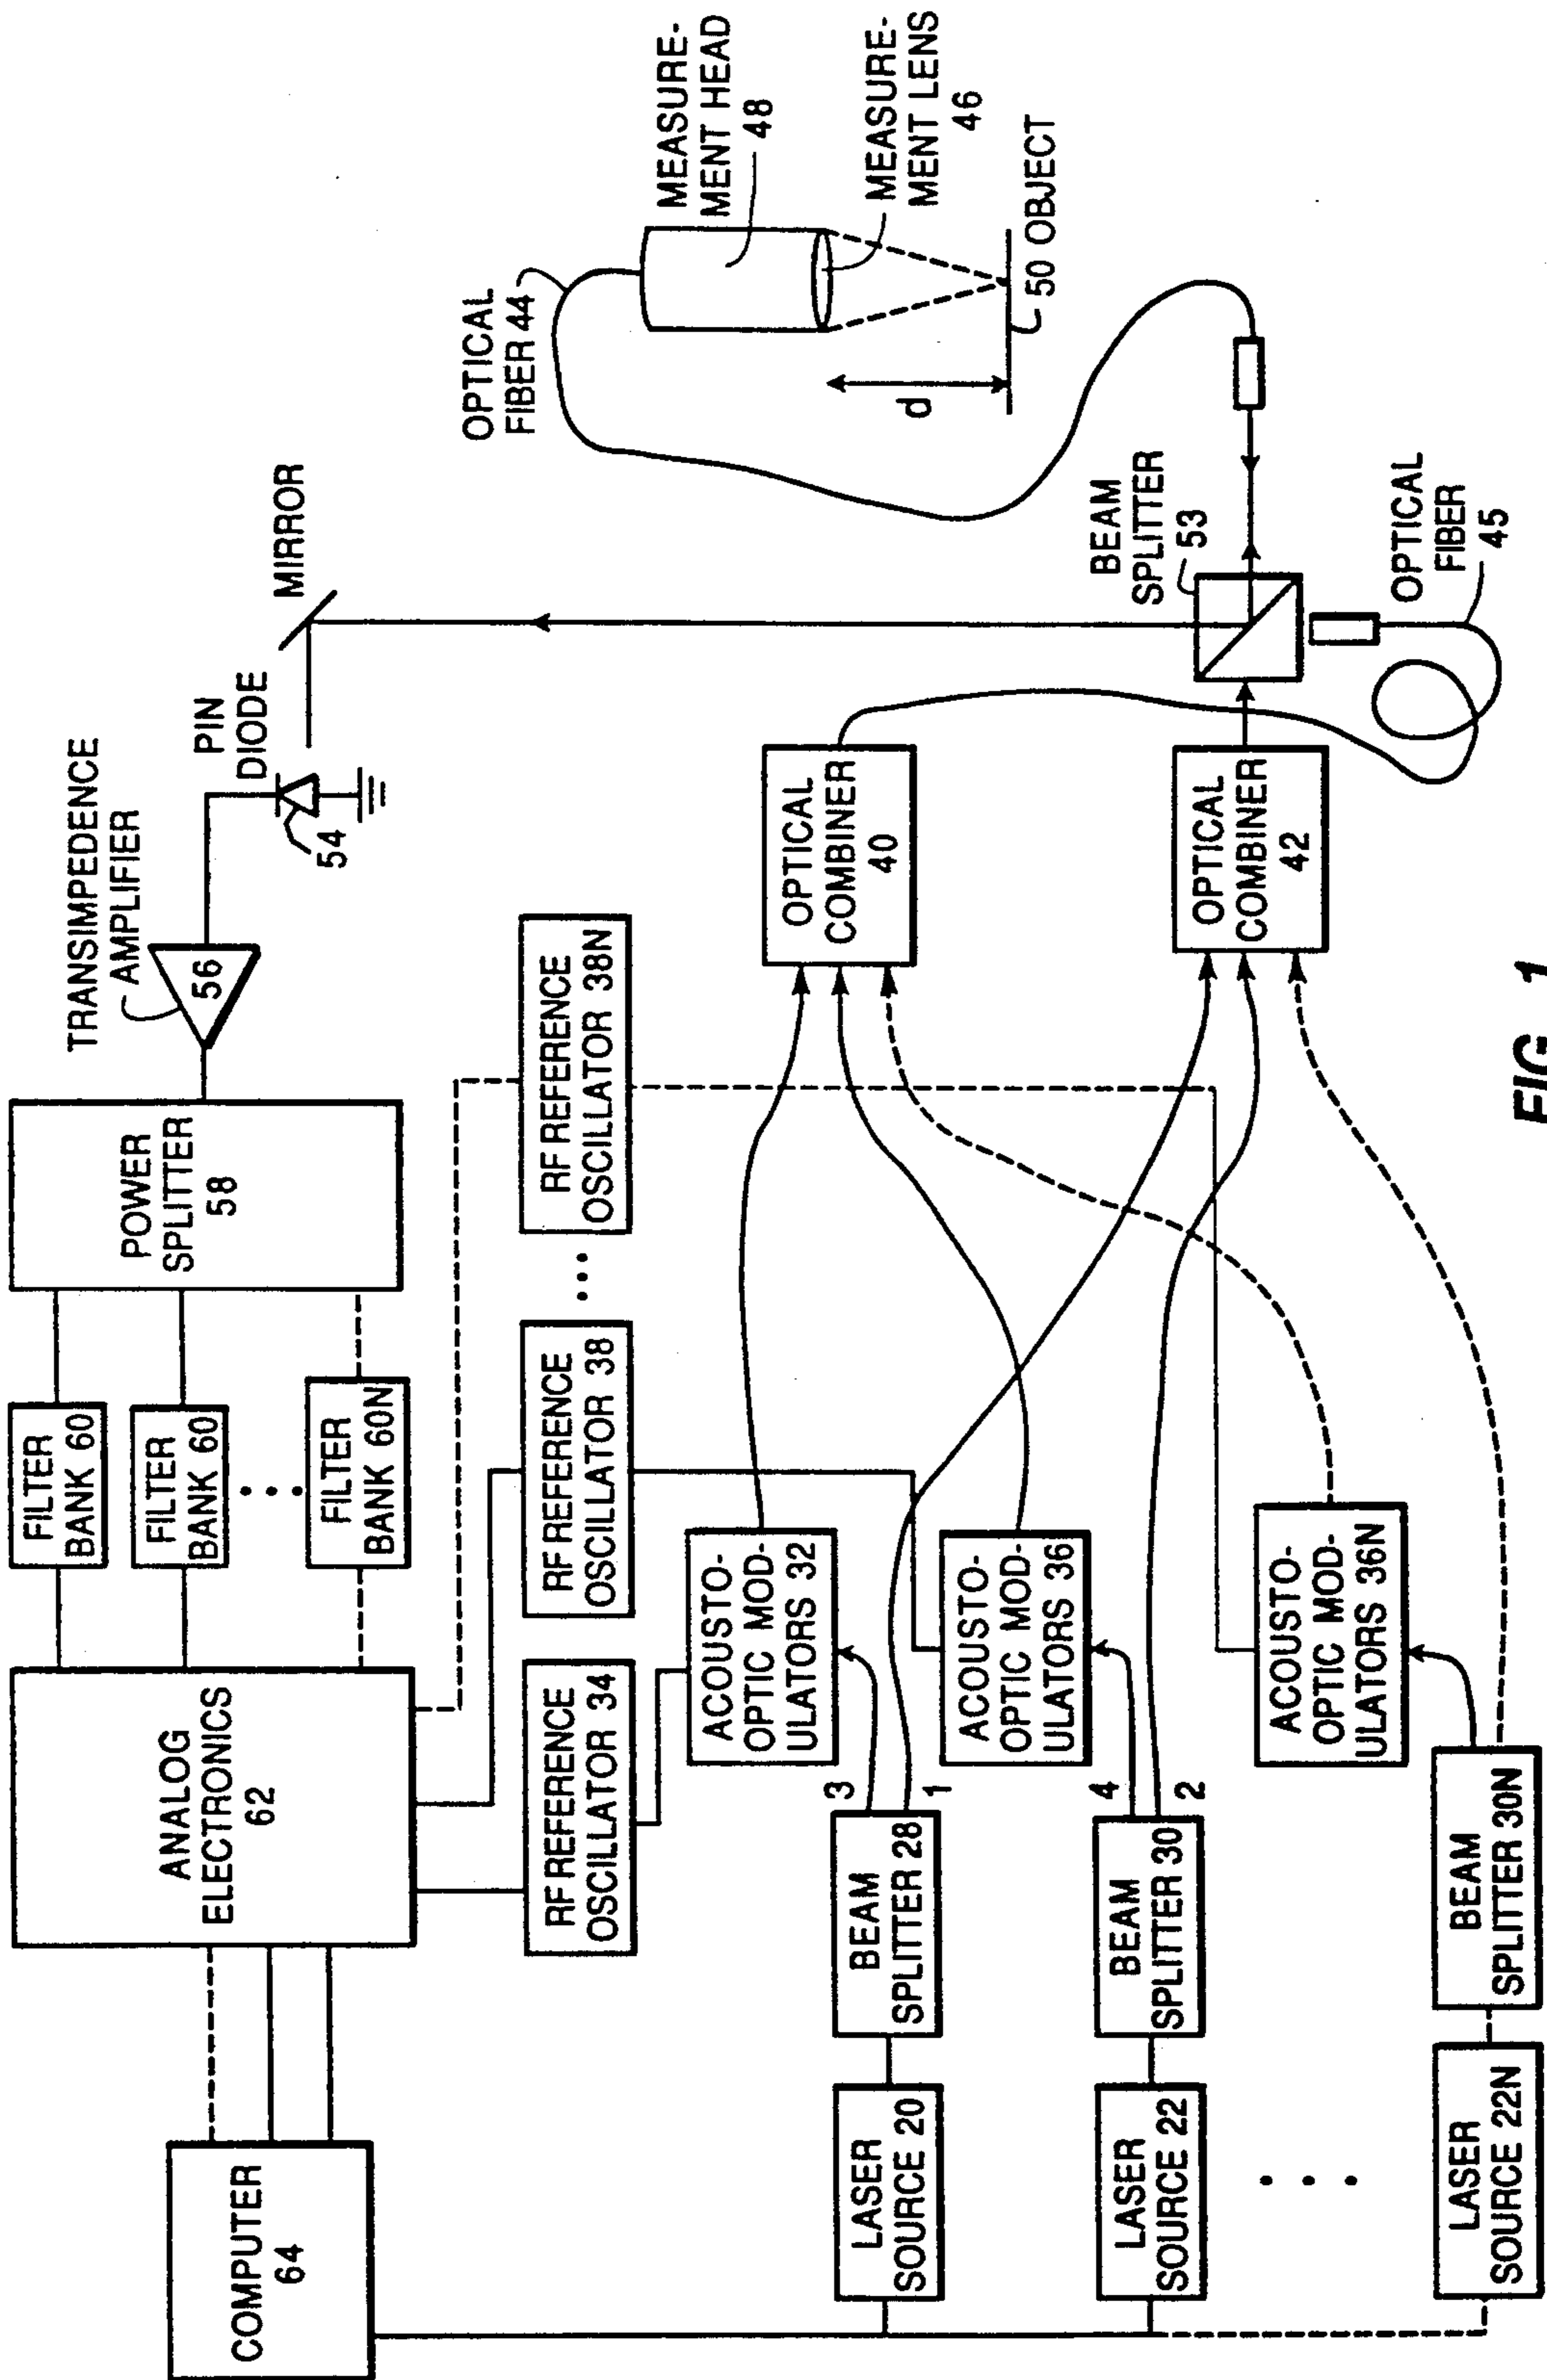 COMPUTER
64
ANALOG
ELECTRONICS
62
FILTER
BANK 60
FILTER
BANK 60
FILTER
BANK 60N
POWER
SPLITTER
58
TRANSIMPEDENCE
AMPLIFIER
56
PIN
DIODE
54
MIRROR
RF REFERENCE
OSCILLATOR 34
RF REFERENCE
OSCILLATOR 38
RF REFERENCE
OSCILLATOR 38N
OPTICAL
FIBER 44
MEASURE-
MENT HEAD
48
MEASURE-
MENT LENS
46
50 OBJECT
d
LASER
SOURCE 20
BEAM
SPLITTER 28
3
1
ACOUSTO-
OPTIC MOD-
ULATORS 32
OPTICAL
COMBINER
40
LASER
SOURCE 22
BEAM
SPLITTER 30
4
2
ACOUSTO-
OPTIC MOD-
ULATORS 36
OPTICAL
COMBINER
42
BEAM
SPLITTER
53
OPTICAL
FIBER
45
LASER
SOURCE 22N
BEAM
SPLITTER 30N
ACOUSTO-
OPTIC MOD-
ULATORS 36N
FIG._1